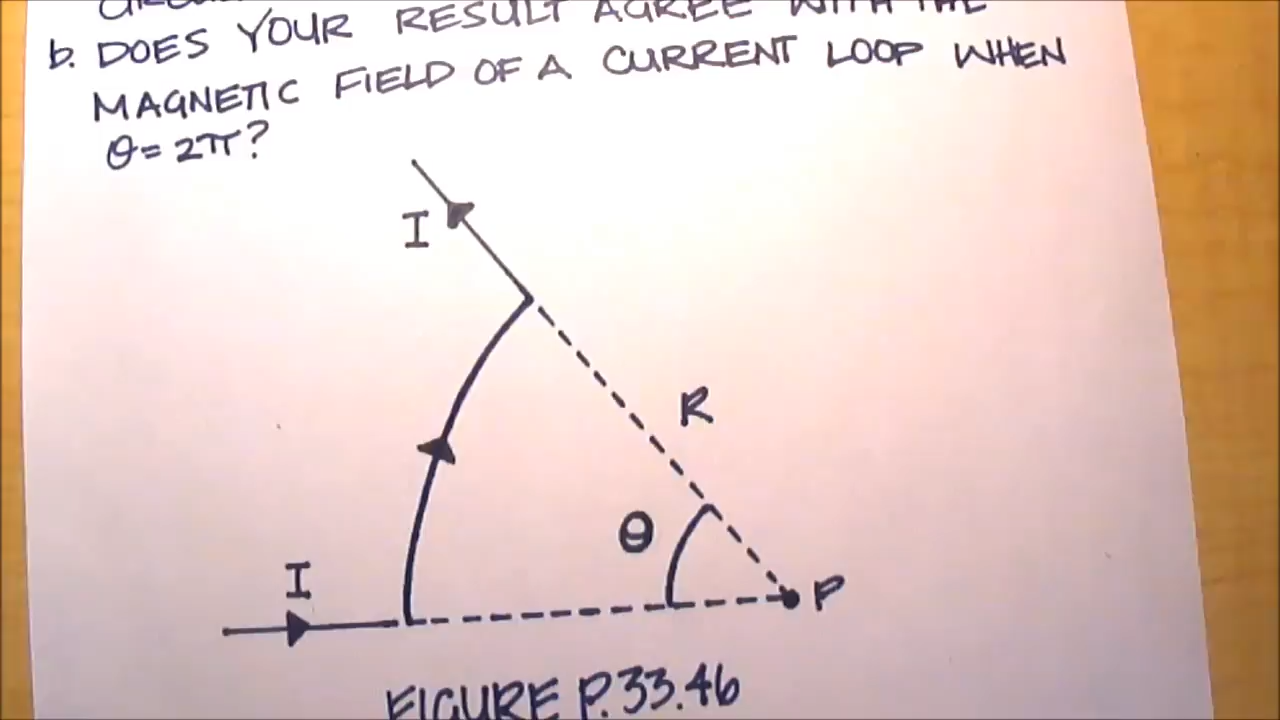 b. DOES YOUR RESULT AGREE WITH THE
MAGNETIC FIELD OF A CURRENT LOOP WHEN
θ = 2π?
I
R
θ
I
P
FIGURE P.33.46